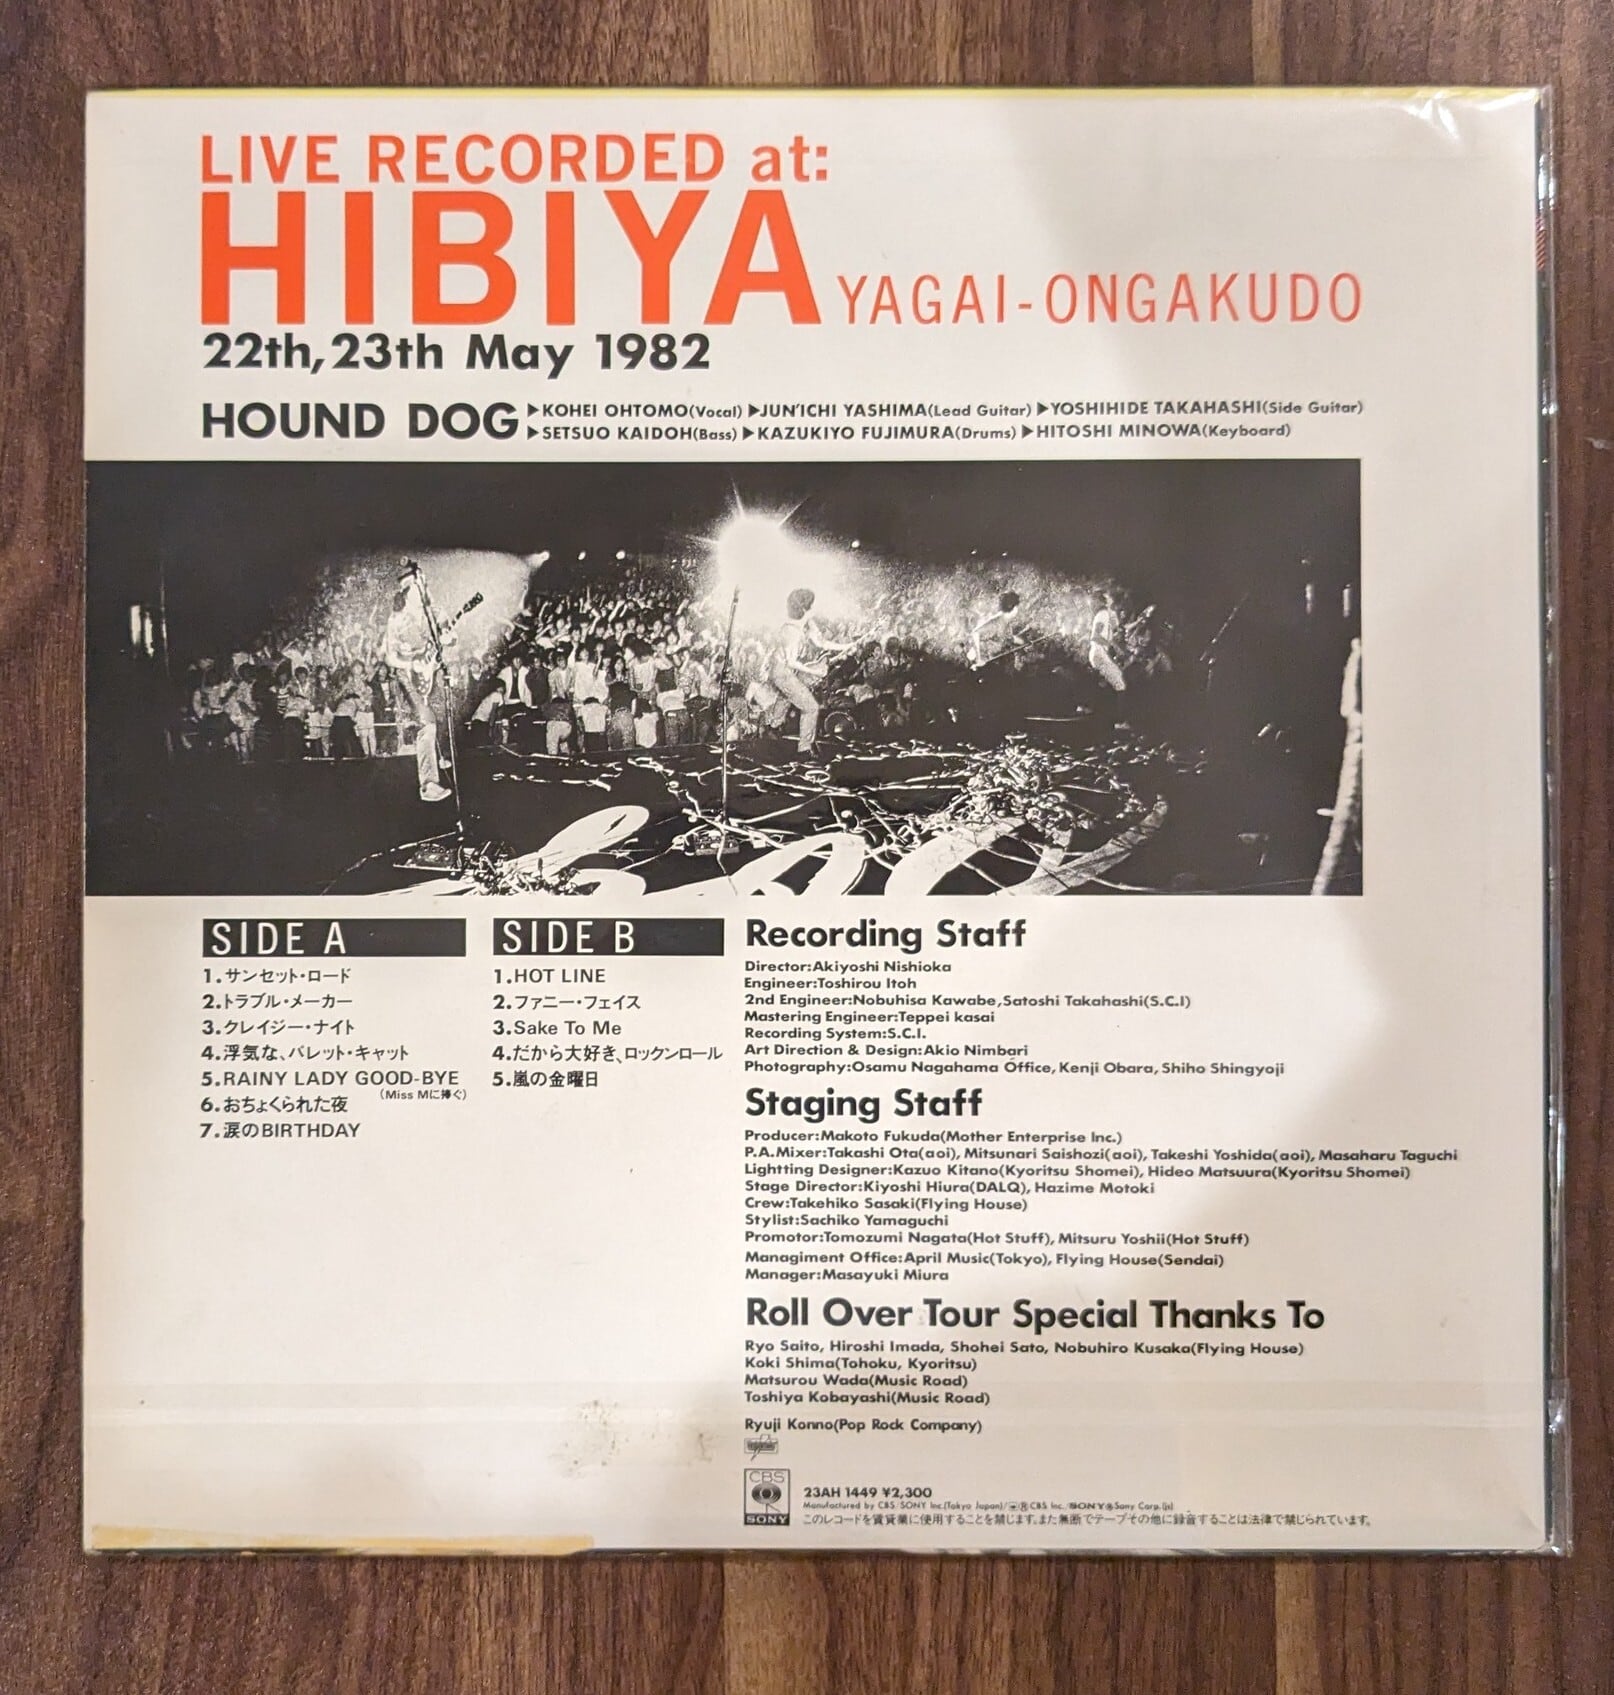 LIVE RECORDED at:
HIBIYA YAGAI-ONGAKUDO
22th,23th May 1982
HOUND DOG
▶KOHEI OHTOMO(Vocal) ▶JUN'ICHI YASHIMA(Lead Guitar) ▶YOSHIHIDE TAKAHASHI(Side Guitar)
▶SETSUO KAIDOH(Bass) ▶KAZUKIYO FUJIMURA(Drums) ▶HITOSHI MINOWA(Keyboard)
SIDE A
1.サンセット・ロード
2.トラブル・メーカー
3.クレイジー・ナイト
4.浮気な、バレット・キャット
5.RAINY LADY GOOD-BYE
(Miss Mに捧ぐ)
6.おちょくられた夜
7.涙のBIRTHDAY
SIDE B
1.HOT LINE
2.ファニー・フェイス
3.Sake To Me
4.だから大好き、ロックンロール
5.嵐の金曜日
Recording Staff
Director:Akiyoshi Nishioka
Engineer:Toshirou Itoh
2nd Engineer:Nobuhisa Kawabe,Satoshi Takahashi(S.C.I)
Mastering Engineer:Teppei kasai
Recording System:S.C.I.
Art Direction & Design:Akio Nimbari
Photography:Osamu Nagahama Office, Kenji Obara, Shiho Shingyoji
Staging Staff
Producer:Makoto Fukuda(Mother Enterprise Inc.)
P.A.Mixer:Takashi Ota(aoi), Mitsunari Saishozi(aoi), Takeshi Yoshida(aoi), Masaharu Taguchi
Lightting Designer:Kazuo Kitano(Kyoritsu Shomei), Hideo Matsuura(Kyoritsu Shomei)
Stage Director:Kiyoshi Hiura(DALQ), Hazime Motoki
Crew:Takehiko Sasaki(Flying House)
Stylist:Sachiko Yamaguchi
Promotor:Tomozumi Nagata(Hot Stuff), Mitsuru Yoshii(Hot Stuff)
Managiment Office:April Music(Tokyo), Flying House(Sendai)
Manager:Masayuki Miura
Roll Over Tour Special Thanks To
Ryo Saito, Hiroshi Imada, Shohei Sato, Nobuhiro Kusaka(Flying House)
Koki Shima(Tohoku, Kyoritsu)
Matsurou Wada(Music Road)
Toshiya Kobayashi(Music Road)
Ryuji Konno(Pop Rock Company)
CBS
SONY
23AH 1449 ¥2,300
Manufactured by CBS/SONY Inc.(Tokyo Japan)/ ℗ CBS Inc./SONY ® Sony Corp.(js)
このレコードを賃貸業に使用することを禁じます。また無断でテープその他に録音することは法律で禁じられています。